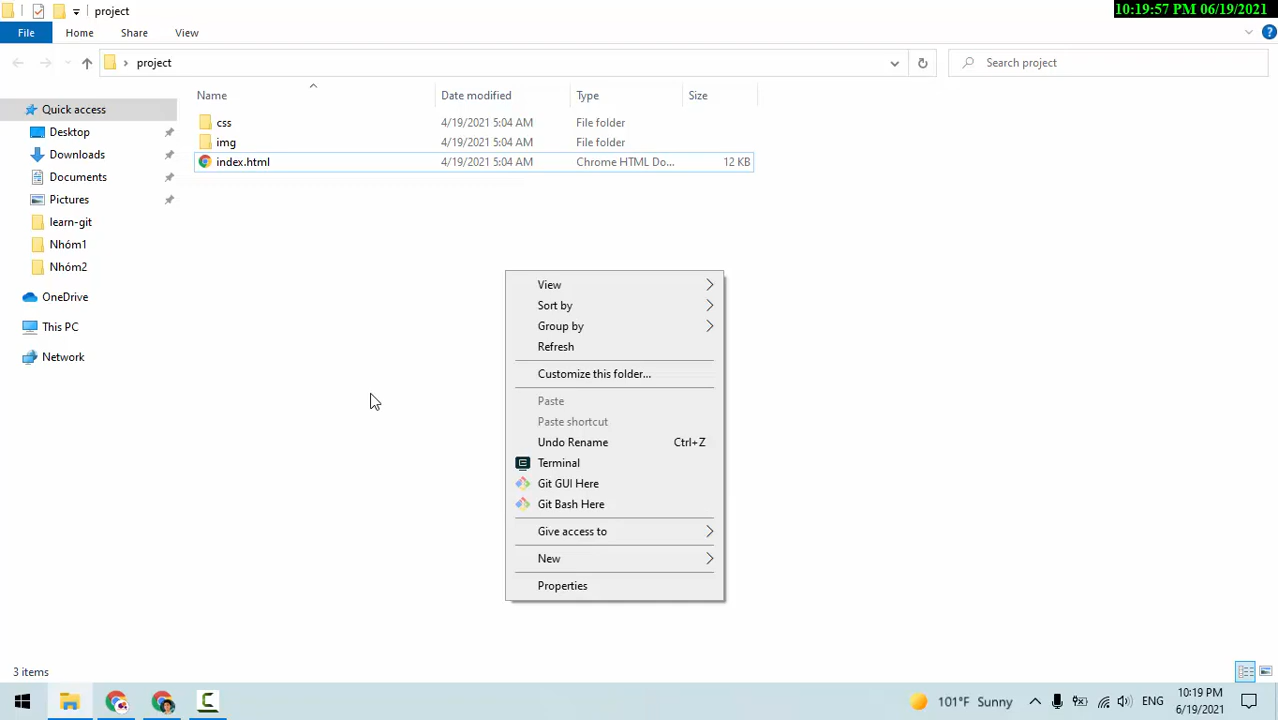 project
10:19:57 PM 06/19/2021
File
Home
Share
View
project
Search project
Name
Date modified
Type
Size
Quick access
css
4/19/2021 5:04 AM
File folder
Desktop
img
4/19/2021 5:04 AM
File folder
Downloads
index.html
4/19/2021 5:04 AM
Chrome HTML Do...
12 KB
Documents
Pictures
learn-git
Nhóm1
Nhóm2
OneDrive
This PC
Network
View
Sort by
Group by
Refresh
Customize this folder...
Paste
Paste shortcut
Undo Rename Ctrl+Z
Terminal
Git GUI Here
Git Bash Here
Give access to
New
Properties
3 items
101°F Sunny
ENG
10:19 PM
6/19/2021